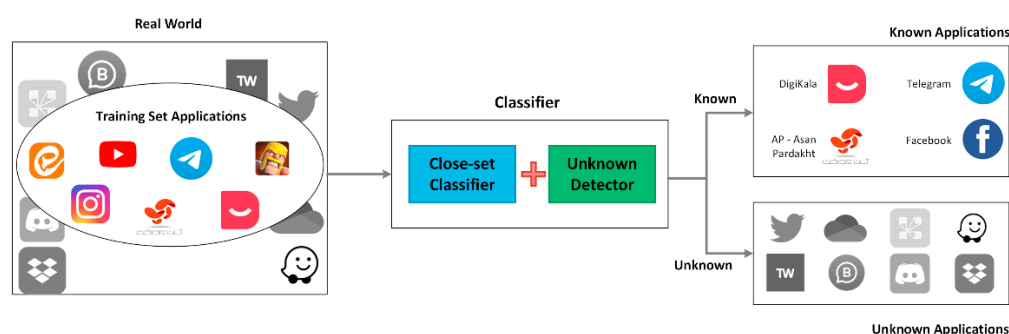 Real World
TW
B
Training Set Applications
Classifier
Close-set
Classifier
Unknown
Detector
Known
Unknown
Known Applications
DigiKala
Telegram
AP - Asan
Pardakht
Facebook
f
TW
B
Unknown Applications